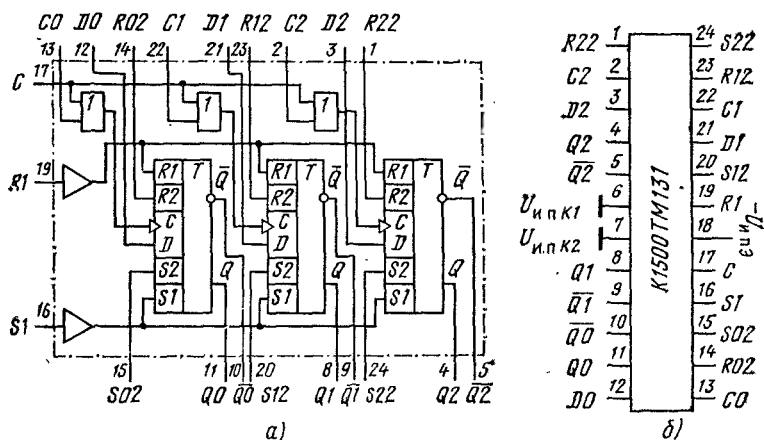 C0 D0 R02 C1 D1 R12 C2 D2 R22
13 12 14 22 21 23 2 3 1
17
C
1 1 1
19
R1
R1 T Q̅ R1 T Q̅ R1 T Q̅
R2 R2 R2
C C C
D D D
S2 Q S2 Q S2 Q
S1 S1 S1
16
S1
15 11 10 20 8 9 24 4 5
S02 Q0 Q̅0̅ S12 Q1 Q̅1̅ S22 Q2 Q̅2̅
а)
R22 1 24 S22
C2 2 23 R12
D2 3 22 C1
Q2 4 21 D1
Q̅2̅ 5 20 S12
Uи.п к1 6 19 R1
Uи.п к2 7 18 -Uи.п э
Q1 8 17 C
Q̅1̅ 9 16 S1
Q̅0̅ 10 15 S02
Q0 11 14 R02
D0 12 13 C0
К1500ТМ131
б)